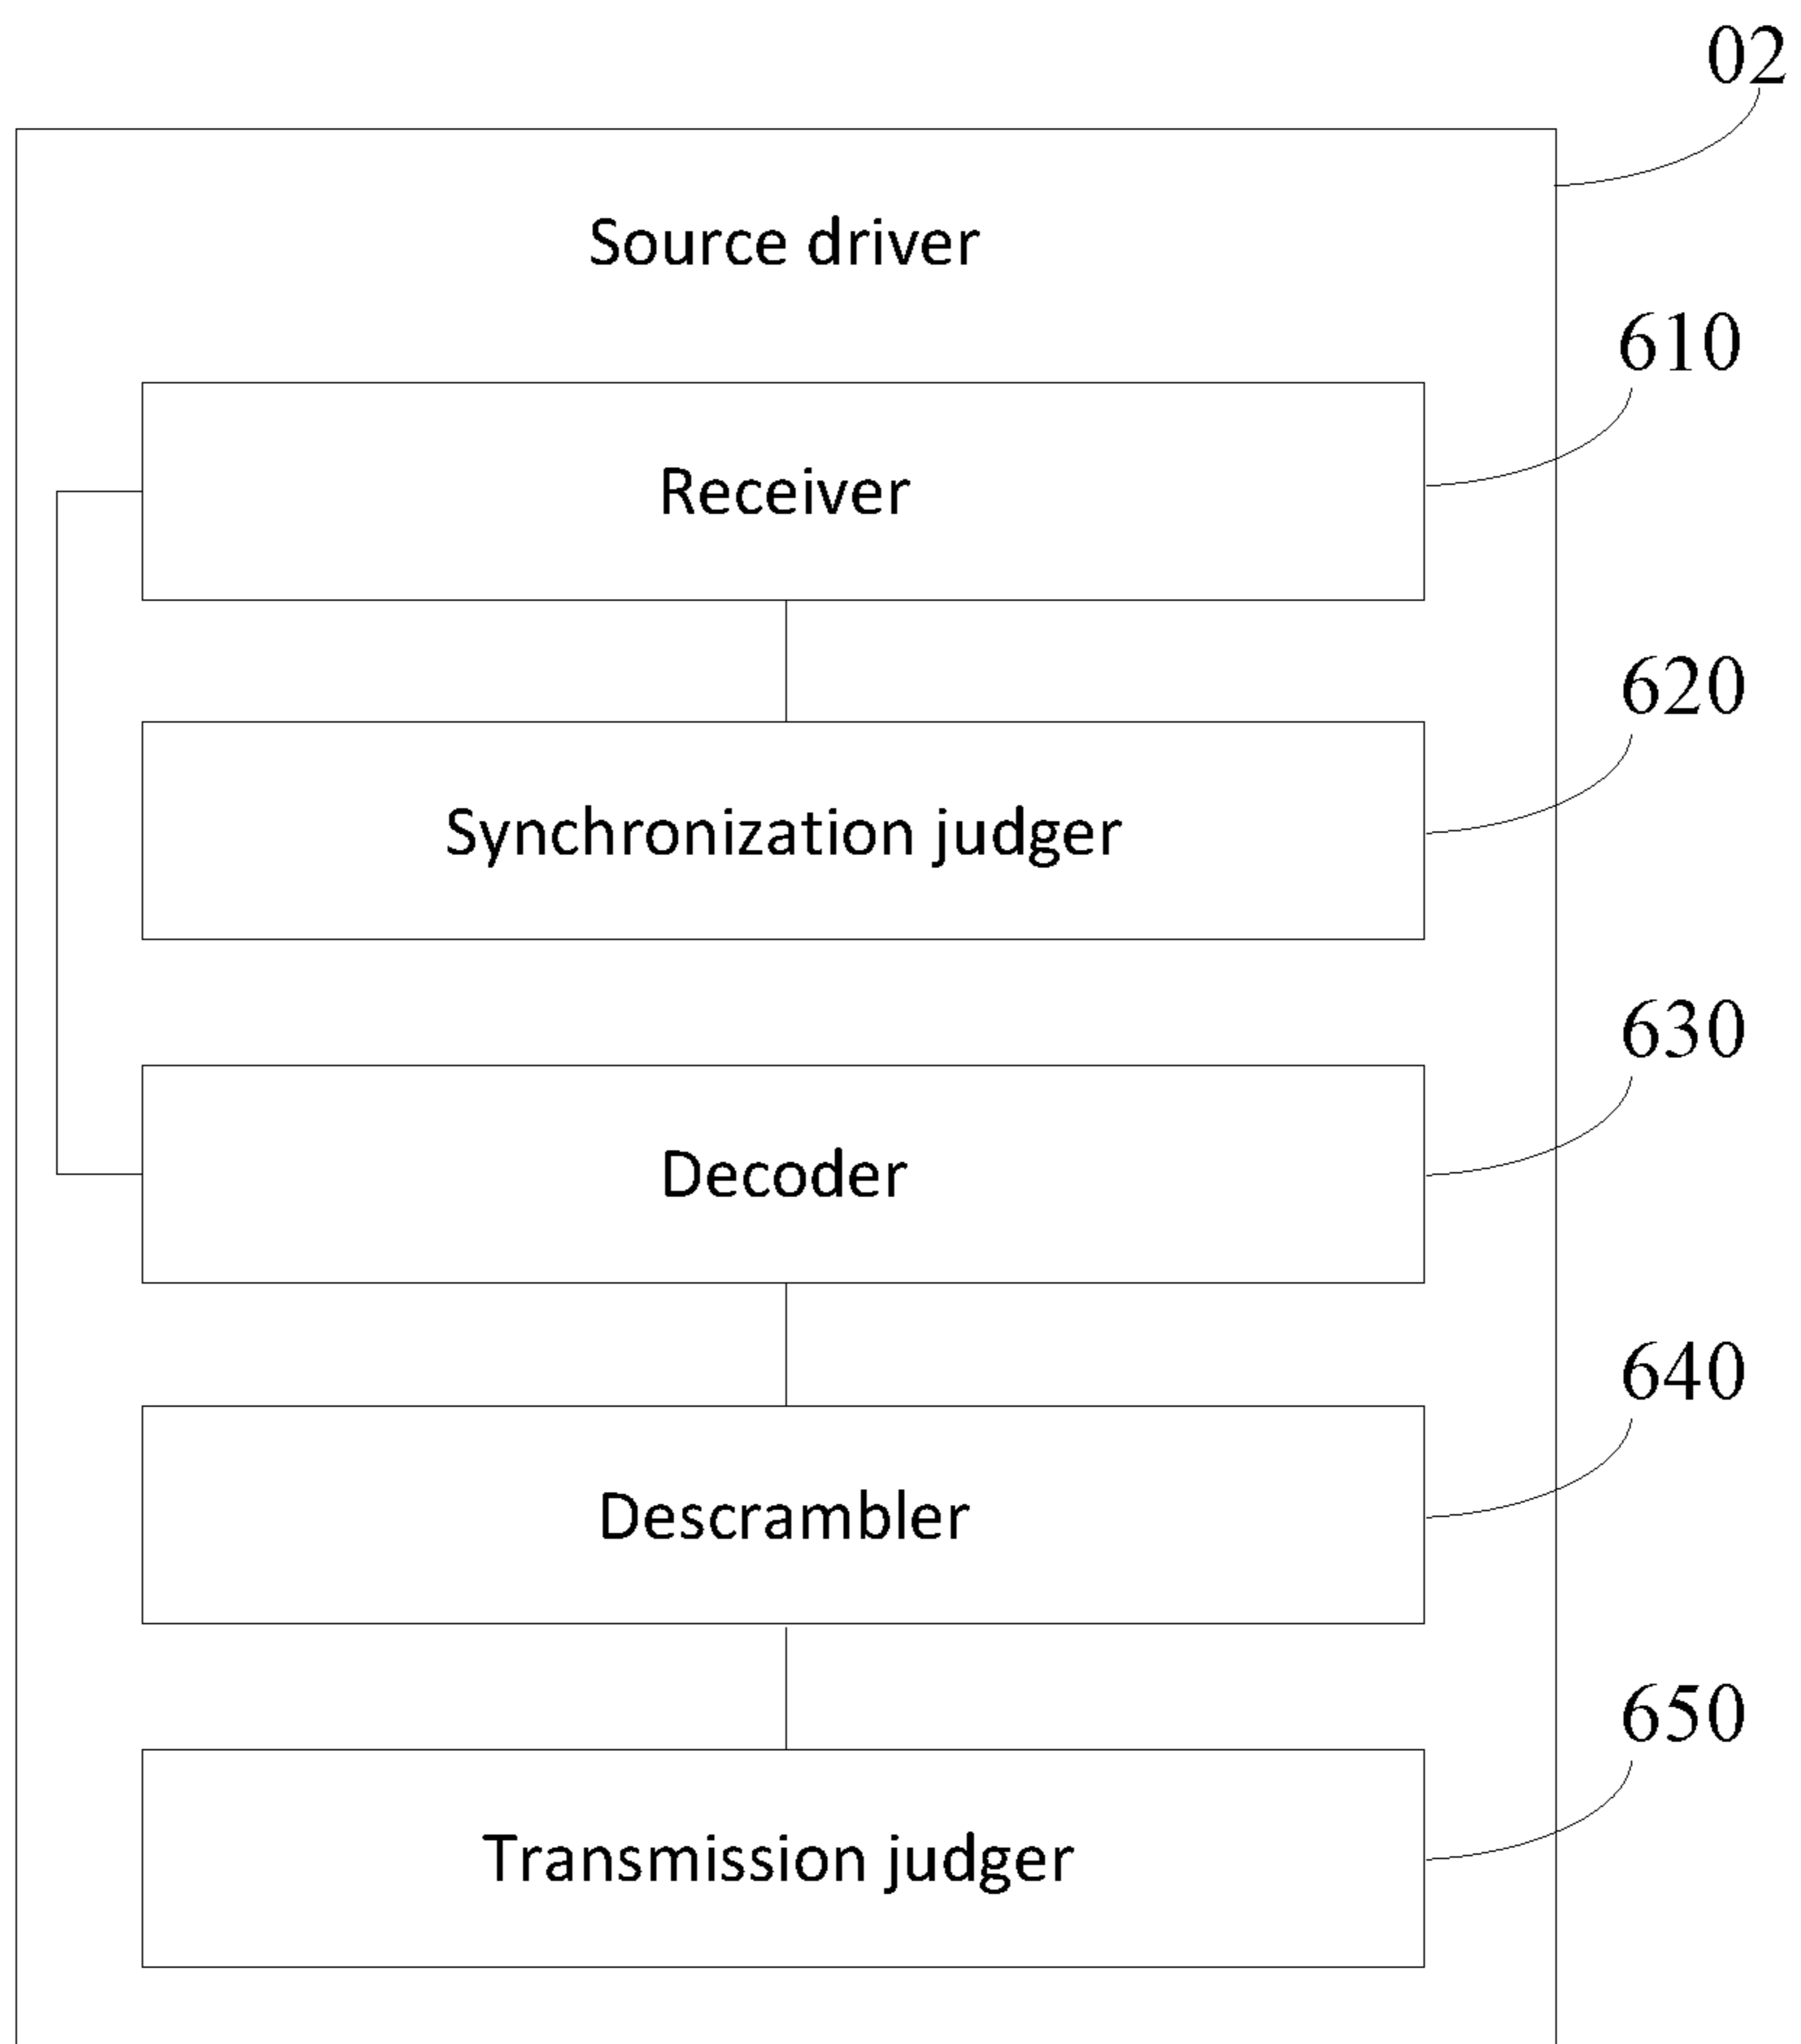 02
Source driver
610
Receiver
620
Synchronization judger
630
Decoder
640
Descrambler
650
Transmission judger